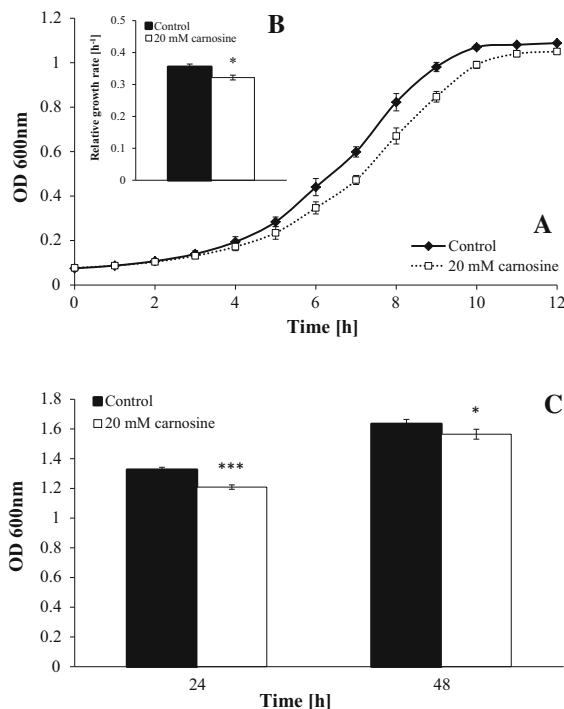 B
Control
20 mM carnosine
Relative growth rate [h⁻¹]
0.5
0.4
0.3
0.2
0.1
0
*
OD 600nm
1.2
1
0.8
0.6
0.4
0.2
0
A
Control
20 mM carnosine
0 2 4 6 8 10 12
Time [h]
C
Control
20 mM carnosine
OD 600nm
1.8
1.6
1.4
1.2
1
0.8
0.6
0.4
0.2
0
***
*
24 48
Time [h]